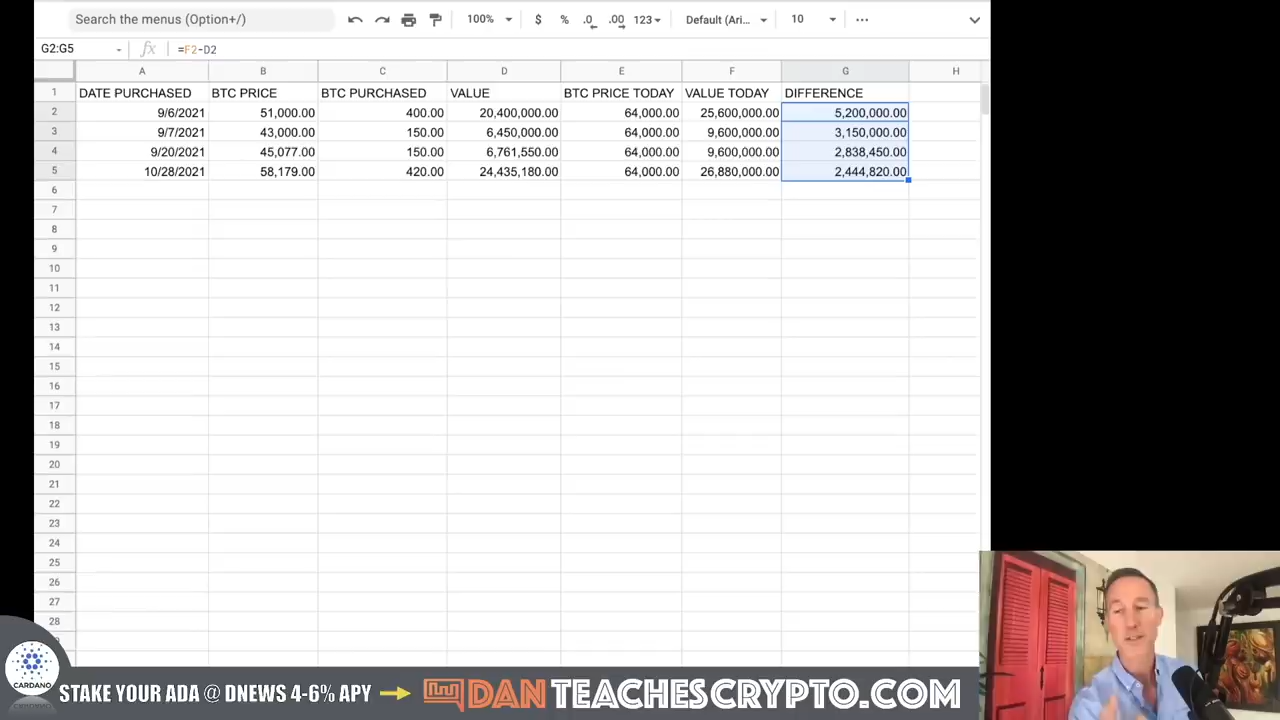 Search the menus (Option+/) 100% $ % .0 .00 123 Default (Ari... 10 ...
G2:G5 fx =F2-D2
A B C D E F G H
1 DATE PURCHASED BTC PRICE BTC PURCHASED VALUE BTC PRICE TODAY VALUE TODAY DIFFERENCE
2 9/6/2021 51,000.00 400.00 20,400,000.00 64,000.00 25,600,000.00 5,200,000.00
3 9/7/2021 43,000.00 150.00 6,450,000.00 64,000.00 9,600,000.00 3,150,000.00
4 9/20/2021 45,077.00 150.00 6,761,550.00 64,000.00 9,600,000.00 2,838,450.00
5 10/28/2021 58,179.00 420.00 24,435,180.00 64,000.00 26,880,000.00 2,444,820.00
6
7
8
9
10
11
12
13
14
15
16
17
18
19
20
21
22
23
24
25
26
27
28
CARDANO
STAKE YOUR ADA @ DNEWS 4-6% APY DANTEACHESCRYPTO.COM